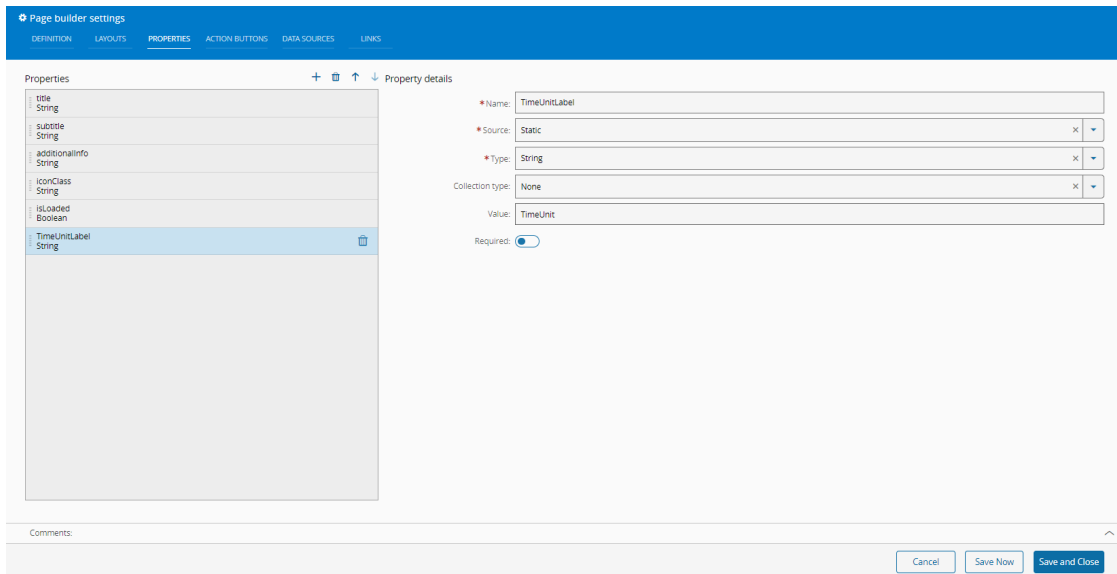 Page builder settings
DEFINITION LAYOUTS PROPERTIES ACTION BUTTONS DATA SOURCES LINKS
Properties
Property details
title
String
subtitle
String
additionalInfo
String
iconClass
String
isLoaded
Boolean
TimeUnitLabel
String
*Name: TimeUnitLabel
*Source: Static
*Type: String
Collection type: None
Value: TimeUnit
Required:
Comments:
Cancel Save Now Save and Close